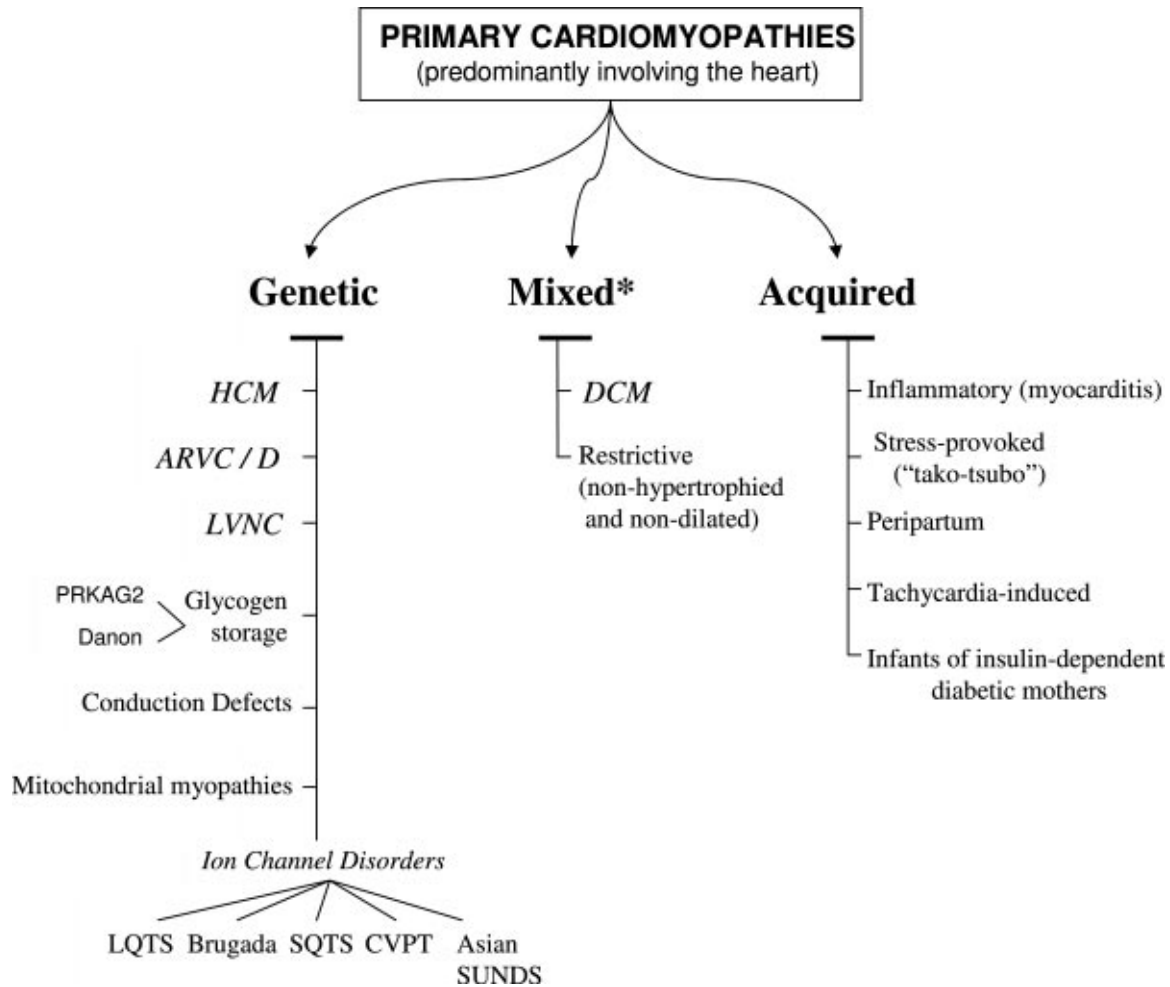 PRIMARY CARDIOMYOPATHIES
(predominantly involving the heart)
Genetic
HCM
ARVC / D
LVNC
PRKAG2
Danon
Glycogen
storage
Conduction Defects
Mitochondrial myopathies
Ion Channel Disorders
LQTS
Brugada
SQTS
CVPT
Asian
SUNDS
Mixed*
DCM
Restrictive
(non-hypertrophied
and non-dilated)
Acquired
Inflammatory (myocarditis)
Stress-provoked
(“tako-tsubo”)
Peripartum
Tachycardia-induced
Infants of insulin-dependent
diabetic mothers